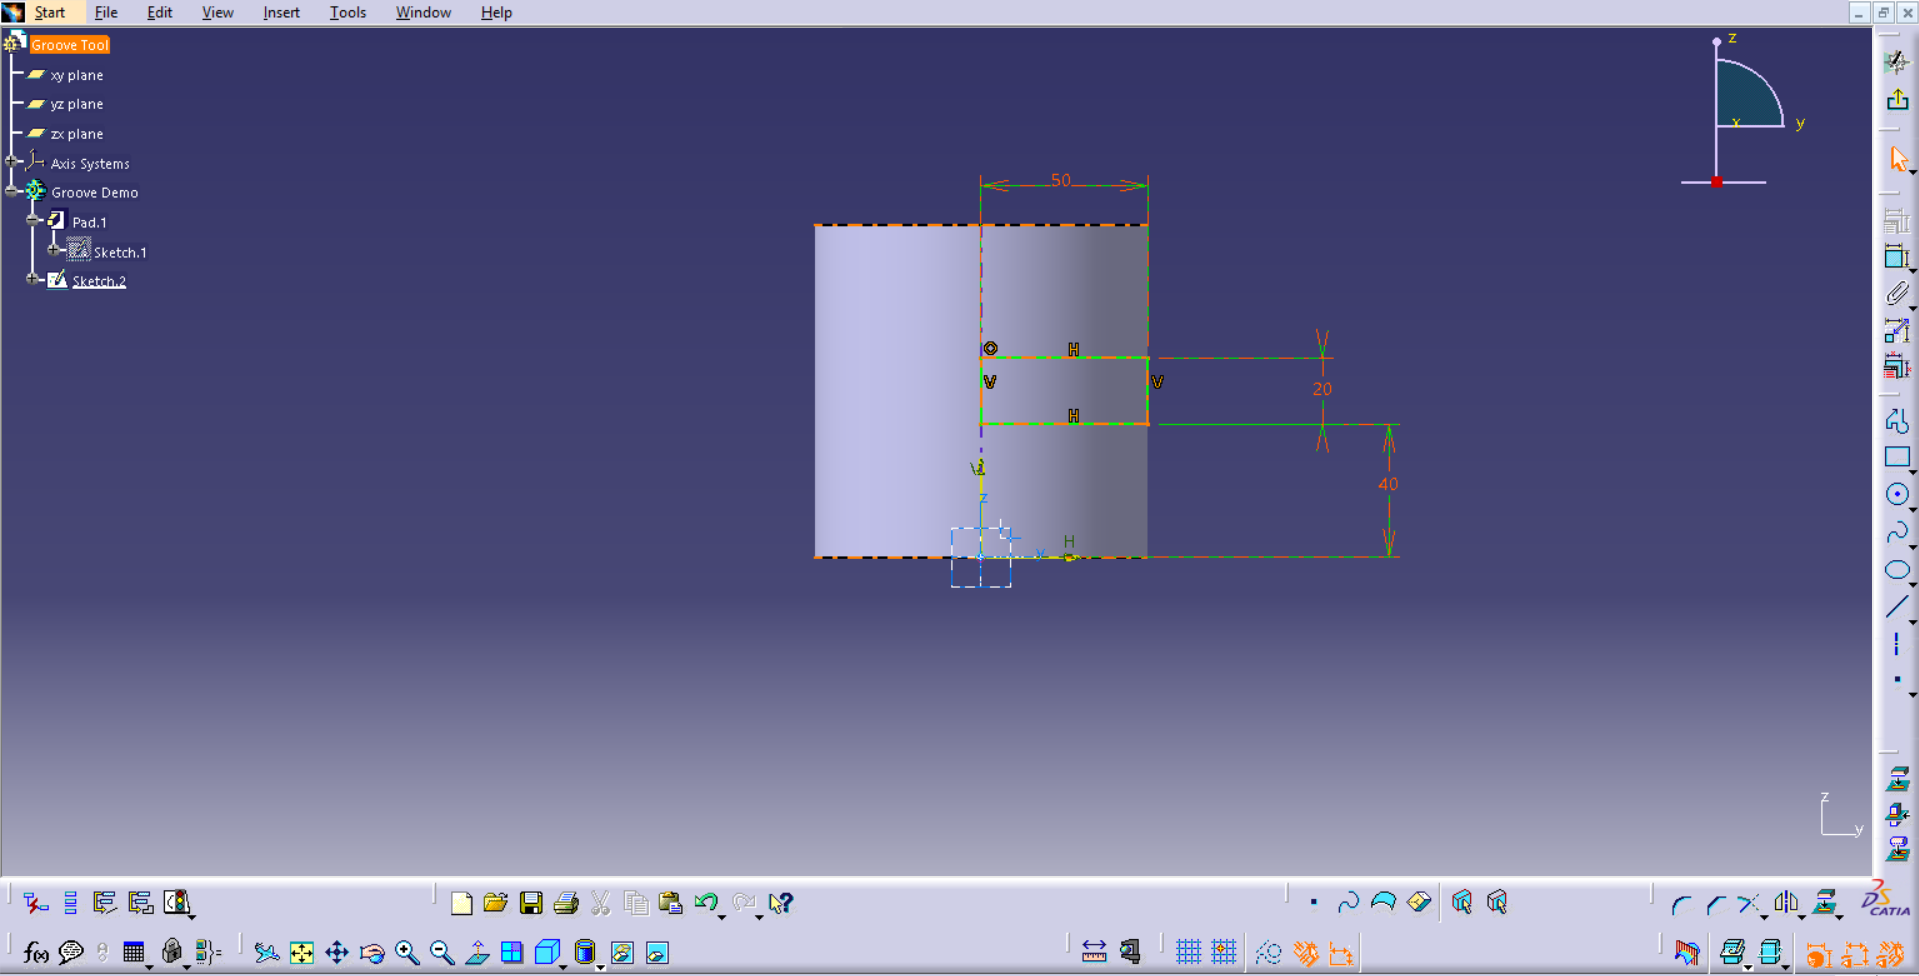 Start File Edit View Insert Tools Window Help
Groove Tool
xy plane
yz plane
zx plane
Axis Systems
Groove Demo
Pad.1
Sketch.1
Sketch.2
z
x
y
50
H
V
V
20
H
40
V
z
H
y
z
y
f(x)
?
DS
CATIA